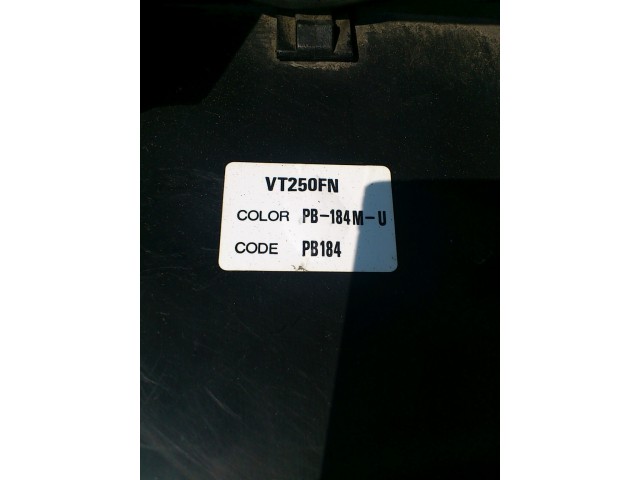 VT250FN
COLOR PB-184M-U
CODE PB184